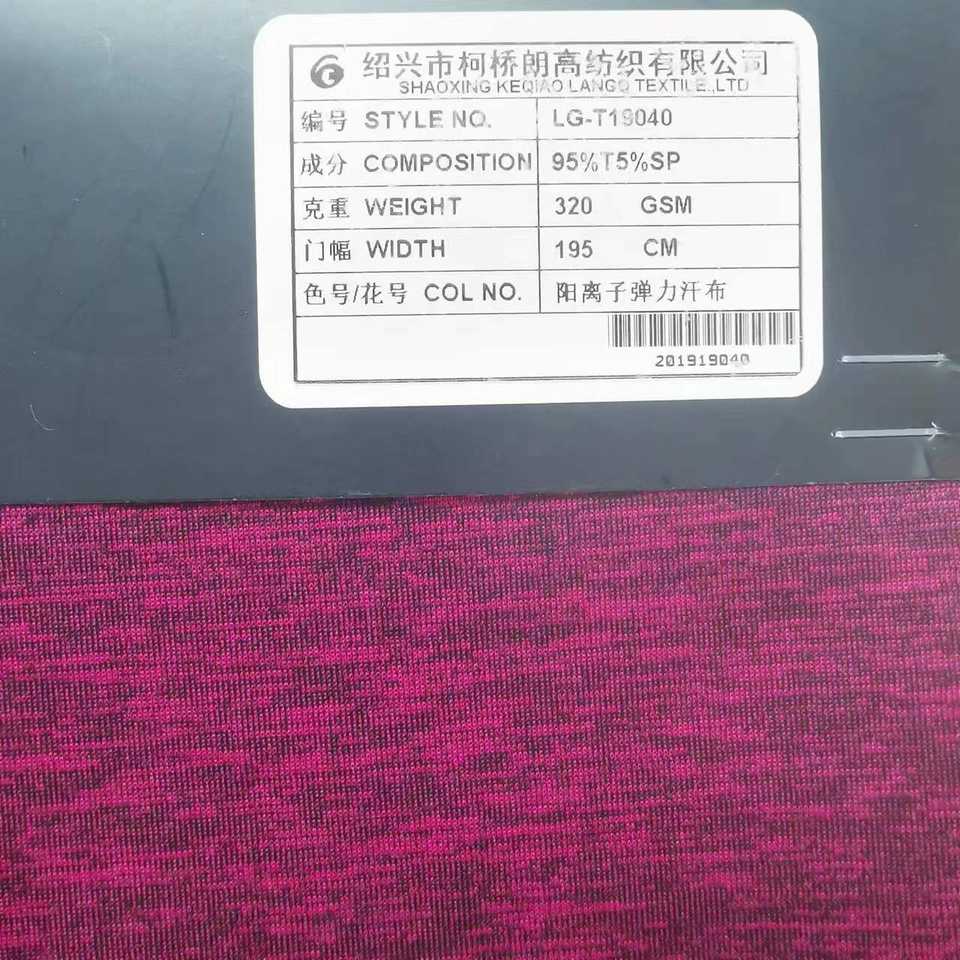 绍兴市柯桥朗高纺织有限公司
SHAOXING KEQIAO LANGO TEXTILE.,LTD
编号 STYLE NO. LG-T19040
成分 COMPOSITION 95%T5%SP
克重 WEIGHT 320 GSM
门幅 WIDTH 195 CM
色号/花号 COL NO. 阳离子弹力汗布
201919040